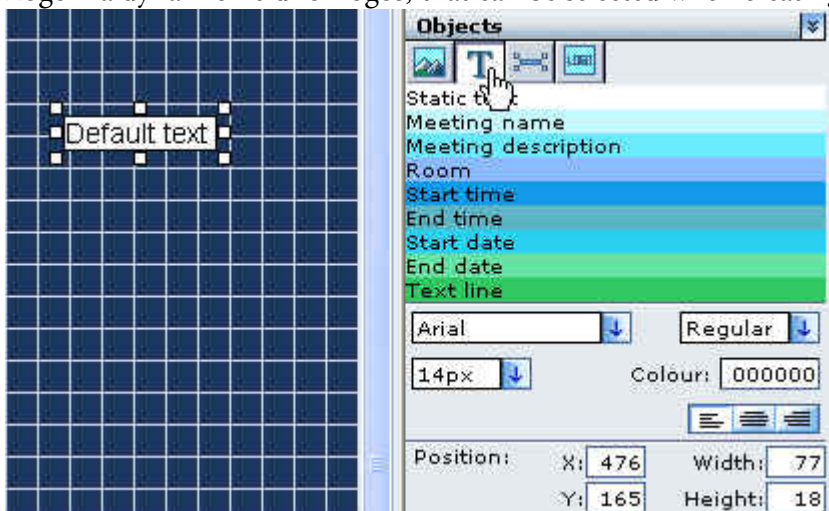 Objects
T
LOGO
Static t
Meeting name
Meeting description
Room
Start time
End time
Start date
End date
Text line
Default text
Arial
Regular
14px
Colour: 000000
Position: X: 476 Width: 77
Y: 165 Height: 18